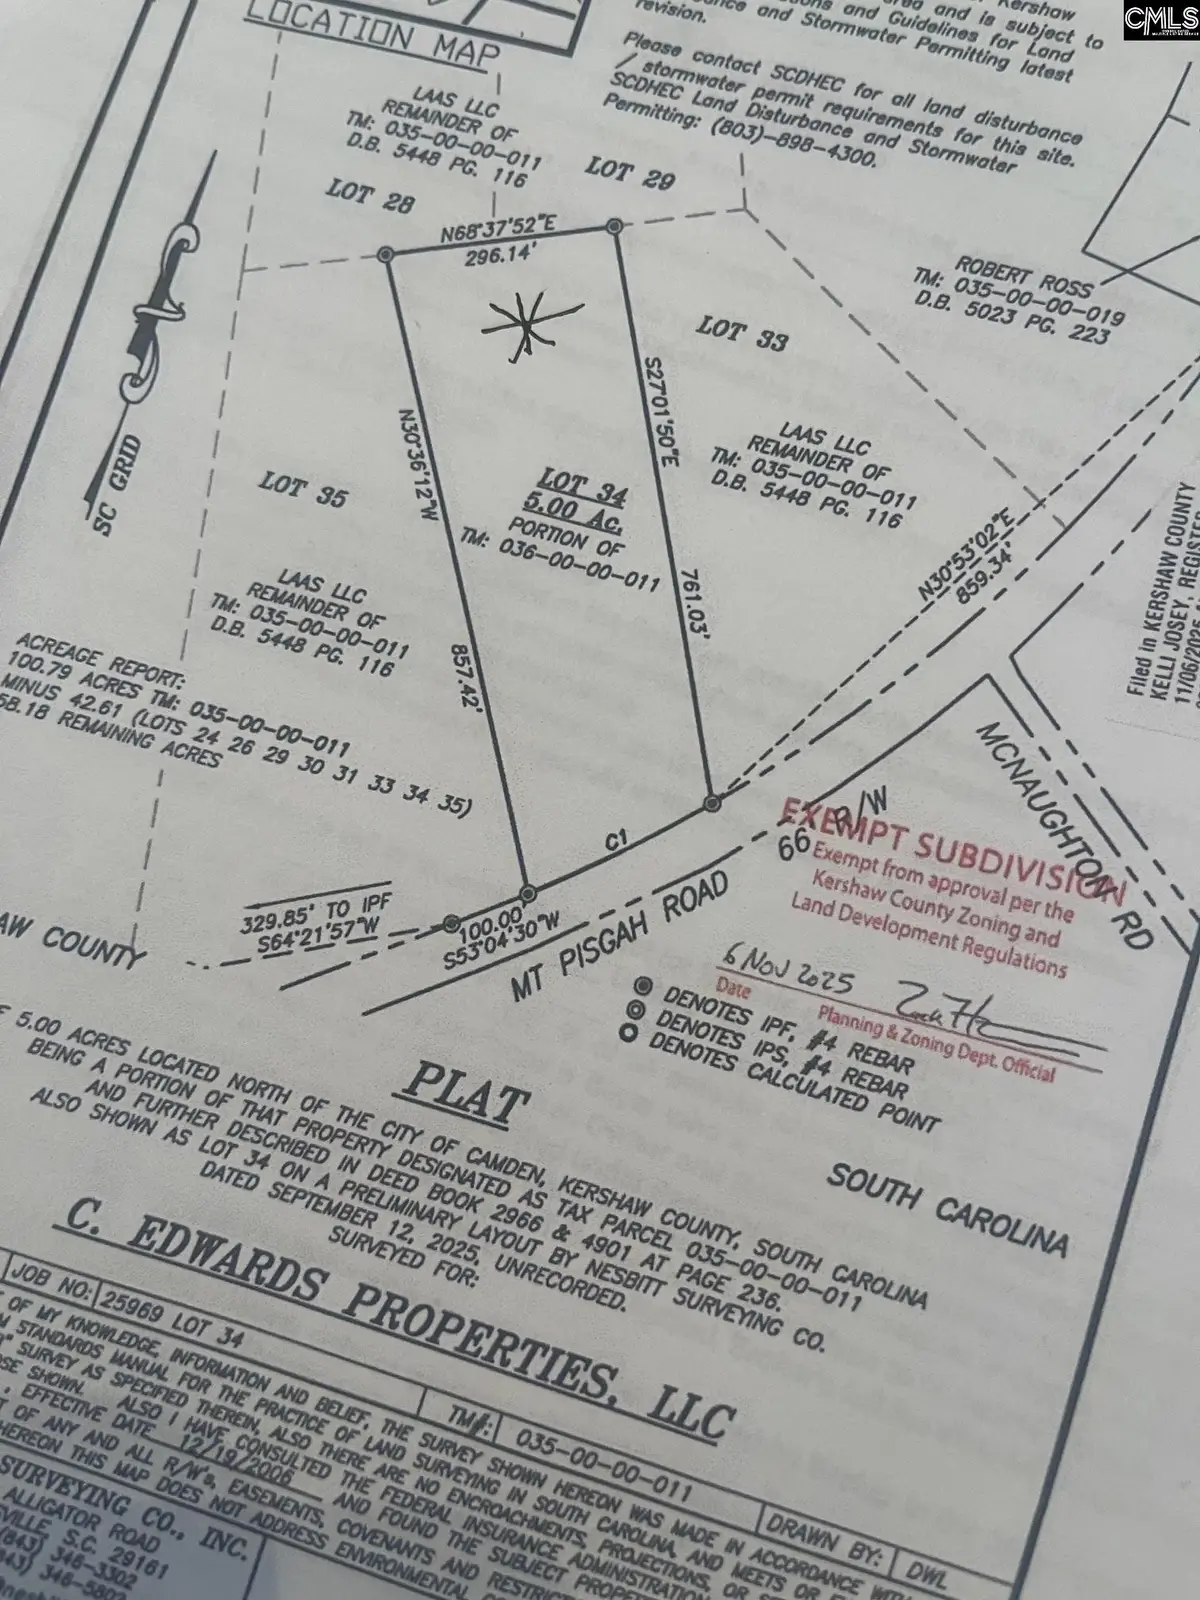 CMLS
LOCATION MAP
and is subject to
and Guidelines for Land
and Stormwater Permitting latest
revision.
Please contact SCDHEC for all land disturbance
/ stormwater permit requirements for this site.
SCDHEC Land Disturbance and Stormwater
Permitting: (803)-898-4300.
LAAS LLC
REMAINDER OF
TM: 035-00-00-011
D.B. 5448 PG. 116
LOT 28
LOT 29
N68°37'52"E
296.14'
ROBERT ROSS
TM: 035-00-00-019
D.B. 5023 PG. 223
LOT 33
SC GRID
N30°36'12"W
857.42'
S27°01'50"E
761.03'
LOT 34
5.00 Ac.
PORTION OF
TM: 036-00-00-011
LAAS LLC
REMAINDER OF
TM: 035-00-00-011
D.B. 5448 PG. 116
LOT 35
LAAS LLC
REMAINDER OF
TM: 035-00-00-011
D.B. 5448 PG. 116
N30°53'02"E
859.34'
Filed in KERSHAW COUNTY
KELLI JOSEY, REGISTER
11/06/2025
ACREAGE REPORT:
100.79 ACRES TM: 035-00-00-011
MINUS 42.61 (LOTS 24 26 29 30 31 33 34 35)
58.18 REMAINING ACRES
C1
66' R/W
MCNAUGHTON RD
MT PISGAH ROAD
329.85' TO IPF
S64°21'57"W
100.00'
S53°04'30"W
COUNTY
EXEMPT SUBDIVISION
Exempt from approval per the
Kershaw County Zoning and
Land Development Regulations
6 NOV 2025
Date
Planning & Zoning Dept. Official
DENOTES IPF, #4 REBAR
DENOTES IPS, #4 REBAR
DENOTES CALCULATED POINT
SOUTH CAROLINA
PLAT
5.00 ACRES LOCATED NORTH OF THE CITY OF CAMDEN, KERSHAW COUNTY, SOUTH CAROLINA
BEING A PORTION OF THAT PROPERTY DESIGNATED AS TAX PARCEL 035-00-00-011
AND FURTHER DESCRIBED IN DEED BOOK 2966 & 4901 AT PAGE 236.
ALSO SHOWN AS LOT 34 ON A PRELIMINARY LAYOUT BY NESBITT SURVEYING CO.
DATED SEPTEMBER 12, 2025, UNRECORDED.
SURVEYED FOR:
C. EDWARDS PROPERTIES, LLC
JOB NO: 25969 LOT 34
TM#: 035-00-00-011
DRAWN BY: DWL
OF MY KNOWLEDGE, INFORMATION AND BELIEF, THE SURVEY SHOWN HEREON WAS MADE IN ACCORDANCE WITH
STANDARDS MANUAL FOR THE PRACTICE OF LAND SURVEYING IN SOUTH CAROLINA, AND MEETS OR
SURVEY AS SPECIFIED THEREIN, ALSO THERE ARE NO ENCROACHMENTS, PROJECTIONS, OR
SHOWN. ALSO I HAVE CONSULTED THE FEDERAL INSURANCE ADMINISTRATION
EFFECTIVE DATE 12/19/2006 AND FOUND THE SUBJECT
OF ANY AND ALL R/W's, EASEMENTS, COVENANTS AND
HEREON THIS MAP DOES NOT ADDRESS ENVIRONMENTAL
SURVEYING CO., INC.
ALLIGATOR ROAD
S.C. 29161
(843) 346-3302
346-5802